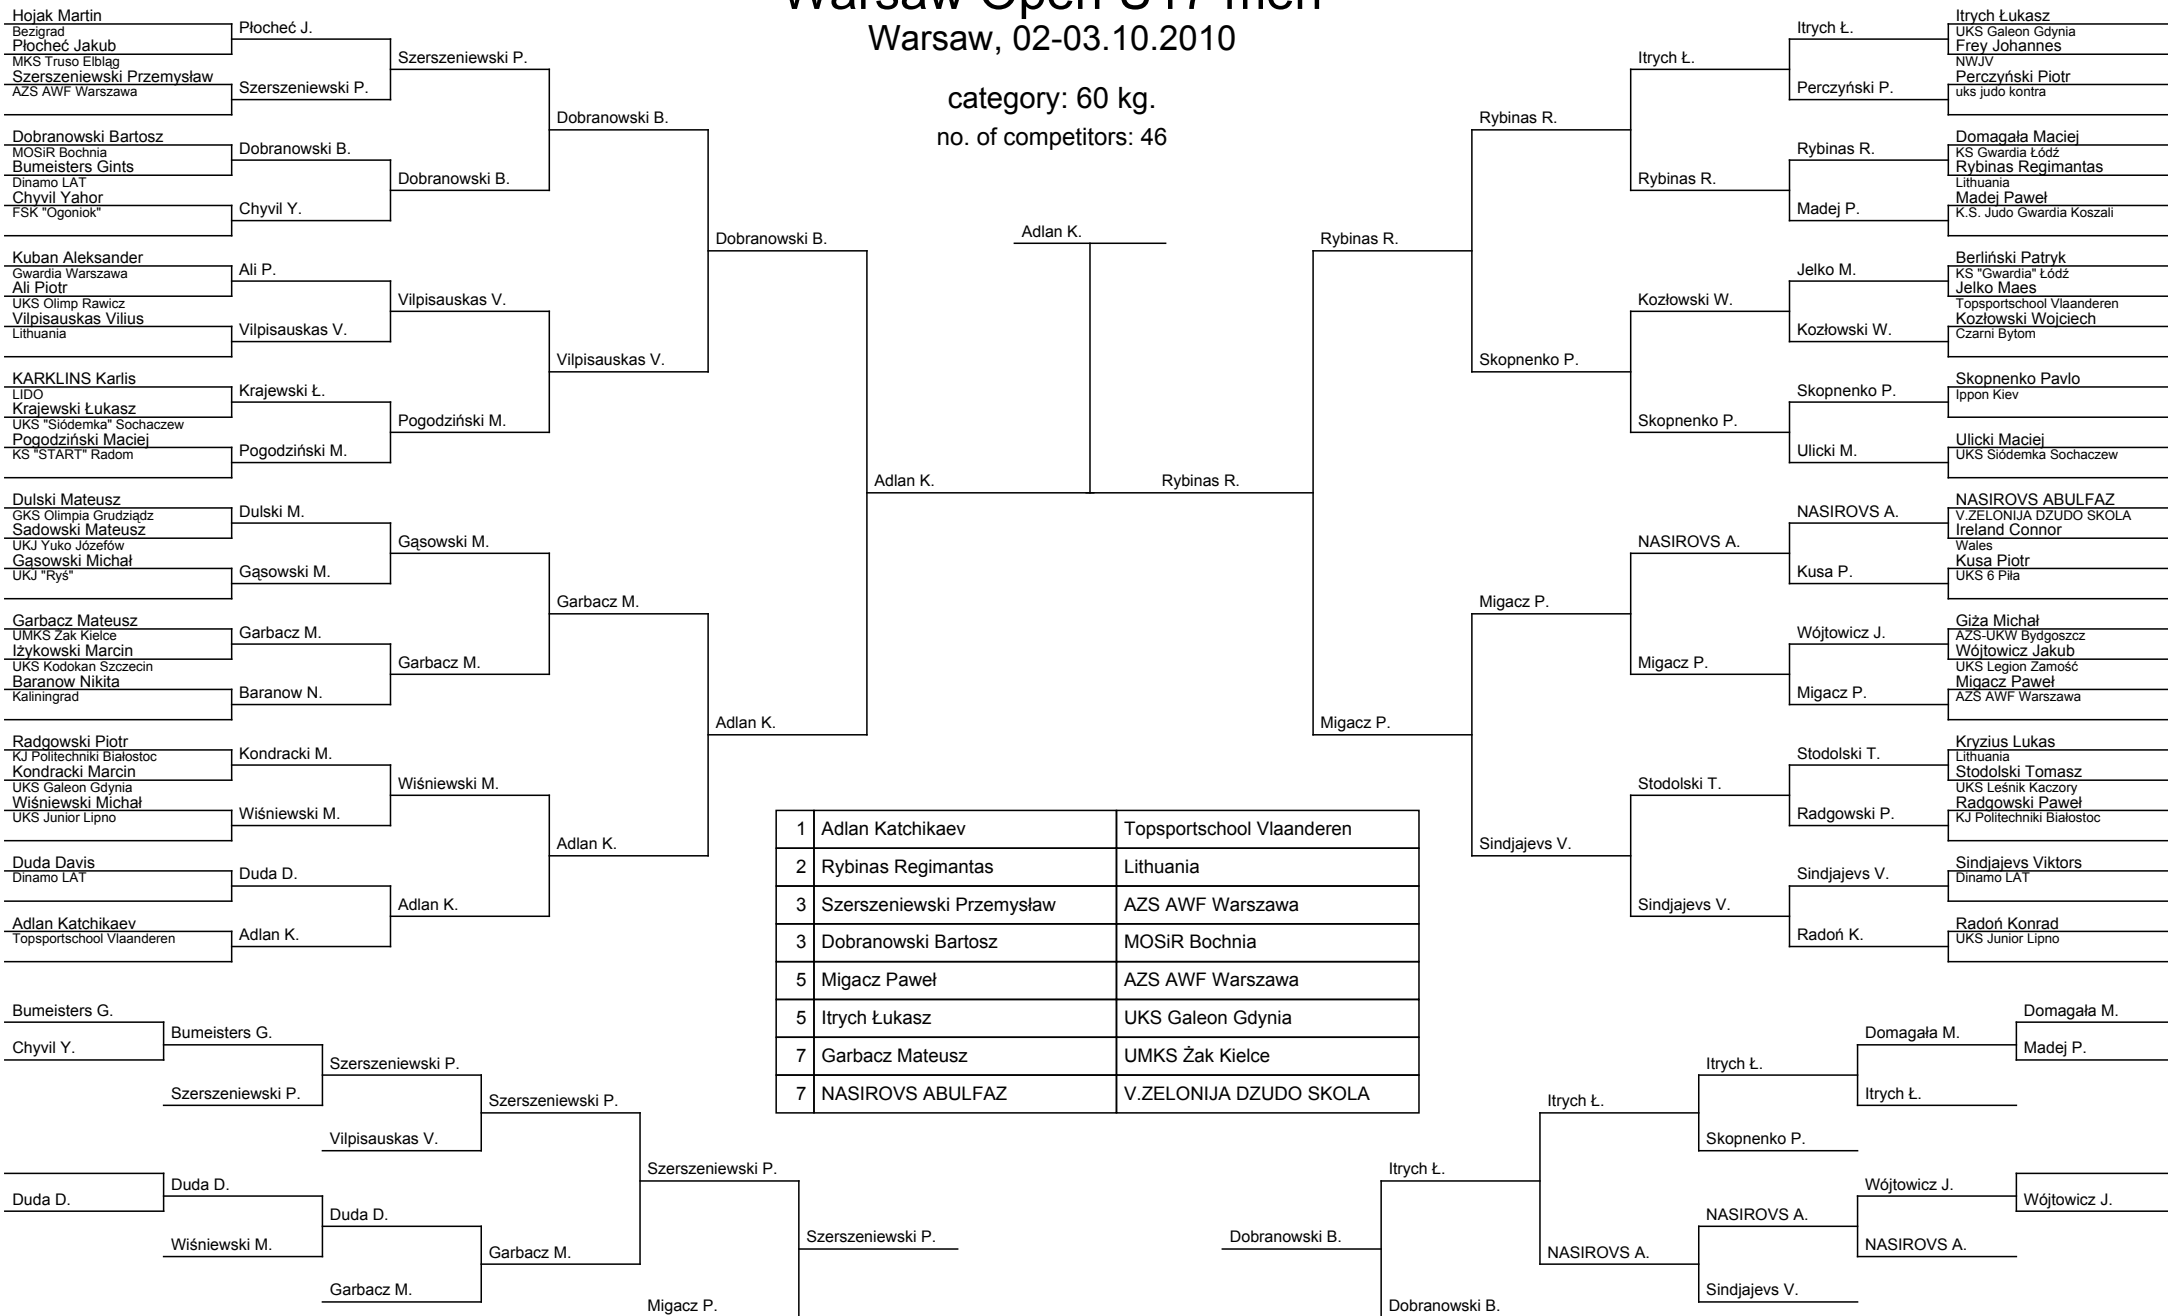 Warsaw Open U17 men
Warsaw, 02-03.10.2010
category: 60 kg.
no. of competitors: 46
Hojak Martin
Bezigrad
Płocheć Jakub
MKS Truso Elbląg
Szerszeniewski Przemysław
AZS AWF Warszawa
Dobranowski Bartosz
MOSiR Bochnia
Bumeisters Gints
Dinamo LAT
Chyvil Yahor
FSK "Ogoniok"
Kuban Aleksander
Gwardia Warszawa
Ali Piotr
UKS Olimp Rawicz
Vilpisauskas Vilius
Lithuania
KARKLINS Karlis
LIDO
Krajewski Łukasz
UKS "Siódemka" Sochaczew
Pogodziński Maciej
KS "START" Radom
Dulski Mateusz
GKS Olimpia Grudziądz
Sadowski Mateusz
UKJ Yuko Józefów
Gąsowski Michał
UKJ "Ryś"
Garbacz Mateusz
UMKS Żak Kielce
Iżykowski Marcin
UKS Kodokan Szczecin
Baranow Nikita
Kaliningrad
Radgowski Piotr
KJ Politechniki Białostoc
Kondracki Marcin
UKS Galeon Gdynia
Wiśniewski Michał
UKS Junior Lipno
Duda Davis
Dinamo LAT
Adlan Katchikaev
Topsportschool Vlaanderen
Płocheć J.
Szerszeniewski P.
Dobranowski B.
Chyvil Y.
Ali P.
Vilpisauskas V.
Krajewski Ł.
Pogodziński M.
Dulski M.
Gąsowski M.
Garbacz M.
Baranow N.
Kondracki M.
Wiśniewski M.
Duda D.
Adlan K.
Szerszeniewski P.
Dobranowski B.
Vilpisauskas V.
Pogodziński M.
Gąsowski M.
Garbacz M.
Wiśniewski M.
Adlan K.
Dobranowski B.
Vilpisauskas V.
Garbacz M.
Adlan K.
Dobranowski B.
Adlan K.
Adlan K.
Adlan K.
Rybinas R.
Rybinas R.
Migacz P.
Rybinas R.
Skopnenko P.
Migacz P.
Sindjajevs V.
Itrych Ł.
Rybinas R.
Kozłowski W.
Skopnenko P.
NASIROVS A.
Migacz P.
Stodolski T.
Sindjajevs V.
Itrych Ł.
Perczyński P.
Rybinas R.
Madej P.
Jelko M.
Kozłowski W.
Skopnenko P.
Ulicki M.
NASIROVS A.
Kusa P.
Wójtowicz J.
Migacz P.
Stodolski T.
Radgowski P.
Sindjajevs V.
Radoń K.
Itrych Łukasz
UKS Galeon Gdynia
Frey Johannes
NWJV
Perczyński Piotr
uks judo kontra
Domagała Maciej
KS Gwardia Łódź
Rybinas Regimantas
Lithuania
Madej Paweł
K.S. Judo Gwardia Koszali
Berliński Patryk
KS "Gwardia" Łódź
Jelko Maes
Topsportschool Vlaanderen
Kozłowski Wojciech
Czarni Bytom
Skopnenko Pavlo
Ippon Kiev
Ulicki Maciej
UKS Siódemka Sochaczew
NASIROVS ABULFAZ
V.ZELONIJA DZUDO SKOLA
Ireland Connor
Wales
Kusa Piotr
UKS 6 Piła
Giża Michał
AZS-UKW Bydgoszcz
Wójtowicz Jakub
UKS Legion Zamość
Migacz Paweł
AZS AWF Warszawa
Kryzius Lukas
Lithuania
Stodolski Tomasz
UKS Leśnik Kaczory
Radgowski Paweł
KJ Politechniki Białostoc
Sindjajevs Viktors
Dinamo LAT
Radoń Konrad
UKS Junior Lipno
1 Adlan Katchikaev Topsportschool Vlaanderen
2 Rybinas Regimantas Lithuania
3 Szerszeniewski Przemysław AZS AWF Warszawa
3 Dobranowski Bartosz MOSiR Bochnia
5 Migacz Paweł AZS AWF Warszawa
5 Itrych Łukasz UKS Galeon Gdynia
7 Garbacz Mateusz UMKS Żak Kielce
7 NASIROVS ABULFAZ V.ZELONIJA DZUDO SKOLA
Bumeisters G.
Chyvil Y.
Duda D.
Bumeisters G.
Szerszeniewski P.
Duda D.
Wiśniewski M.
Szerszeniewski P.
Vilpisauskas V.
Duda D.
Garbacz M.
Szerszeniewski P.
Garbacz M.
Szerszeniewski P.
Migacz P.
Szerszeniewski P.
Dobranowski B.
Itrych Ł.
Dobranowski B.
Itrych Ł.
NASIROVS A.
Itrych Ł.
Skopnenko P.
NASIROVS A.
Sindjajevs V.
Domagała M.
Itrych Ł.
Wójtowicz J.
NASIROVS A.
Domagała M.
Madej P.
Wójtowicz J.